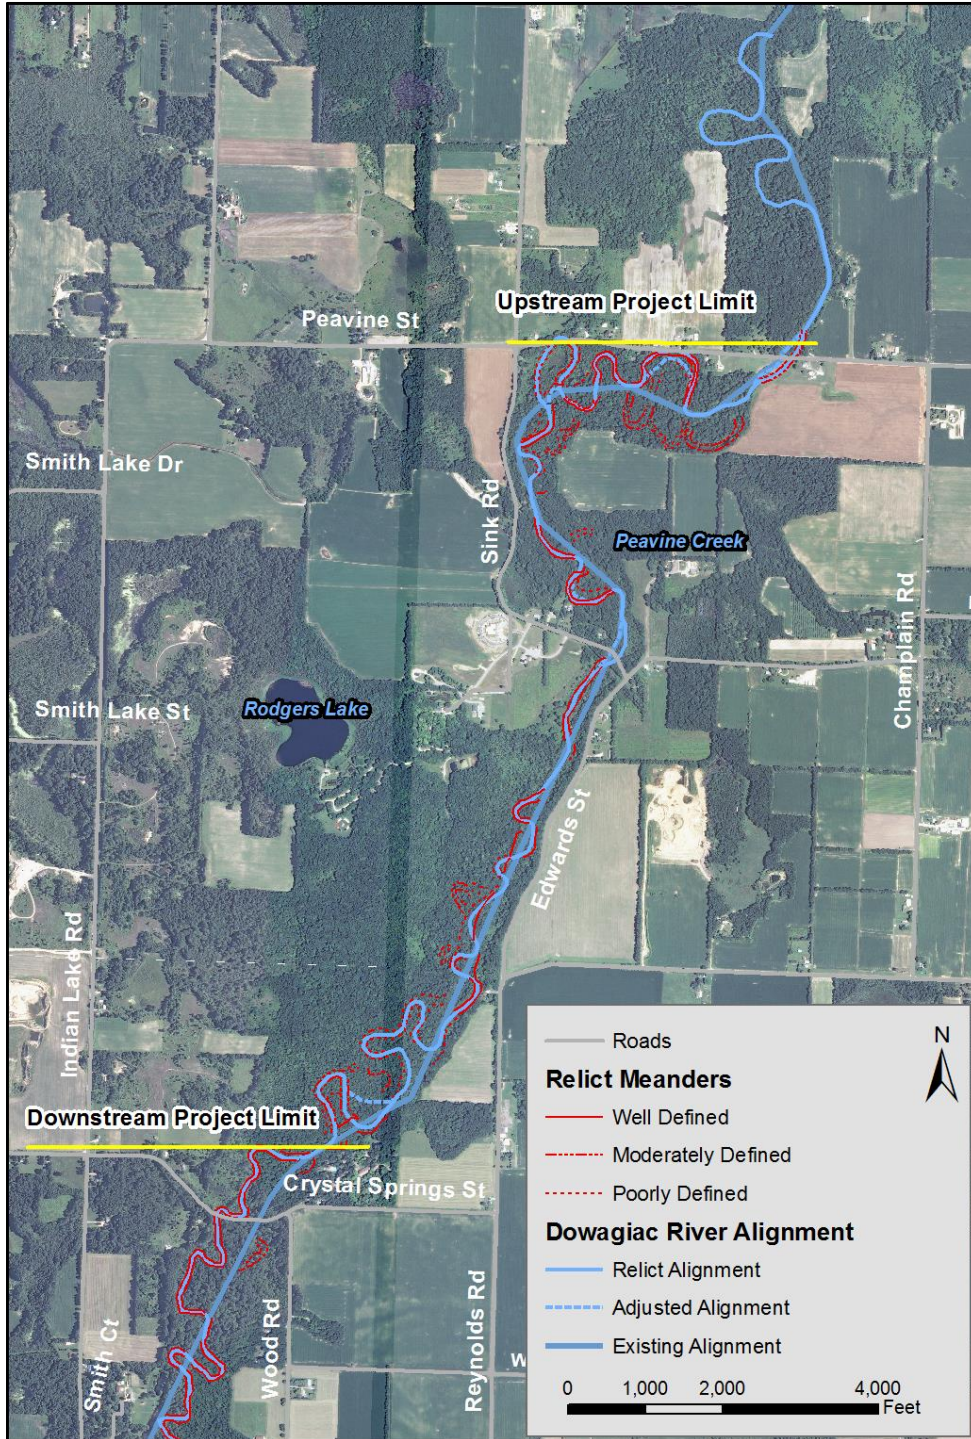 Upstream Project Limit
Peavine St
Smith Lake Dr
Sink Rd
Peavine Creek
Champlain Rd
Smith Lake St
Rodgers Lake
Edwards St
Indian Lake Rd
Downstream Project Limit
Crystal Springs St
Smith Ct
Wood Rd
Reynolds Rd
W
N
Roads
Relict Meanders
Well Defined
Moderately Defined
Poorly Defined
Dowagiac River Alignment
Relict Alignment
Adjusted Alignment
Existing Alignment
0 1,000 2,000 4,000
Feet